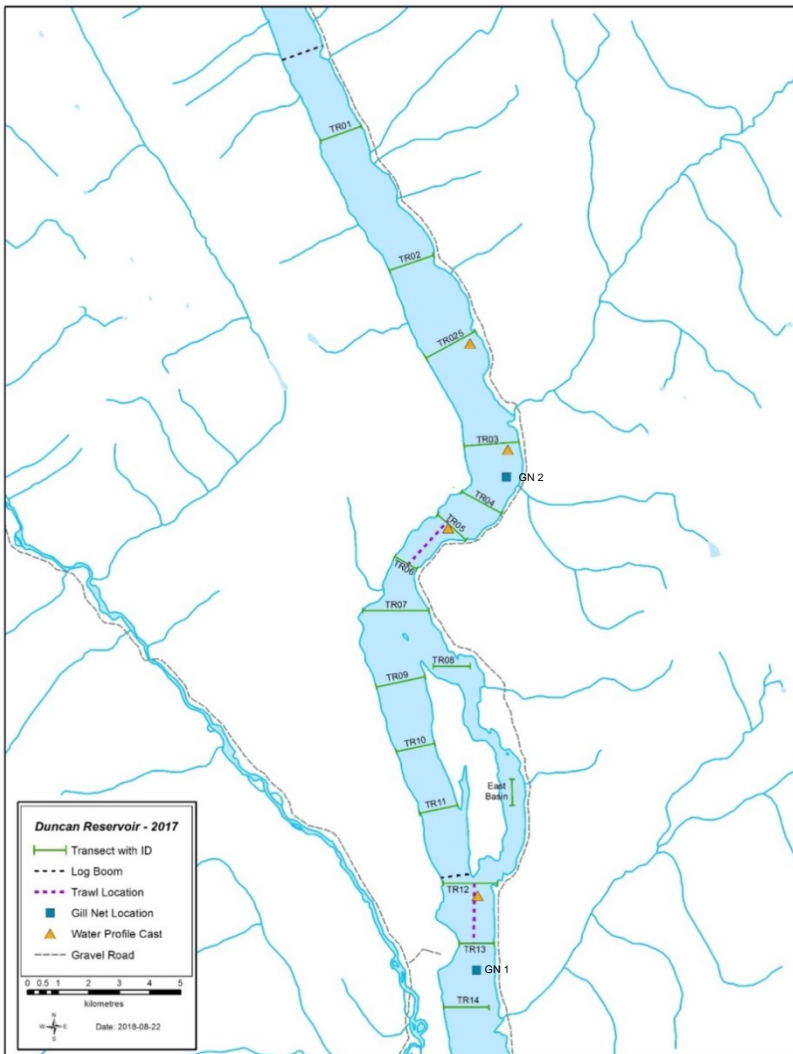 TR01
TR02
TR025
TR03
GN 2
TR04
TR05
TR06
TR07
TR08
TR09
TR10
East
Basin
TR11
TR12
TR13
GN 1
TR14
Duncan Reservoir - 2017
Transect with ID
Log Boom
Trawl Location
Gill Net Location
Water Profile Cast
Gravel Road
0 0.5 1 2 3 4 5
kilometres
N
W E
S
Date: 2018-08-22